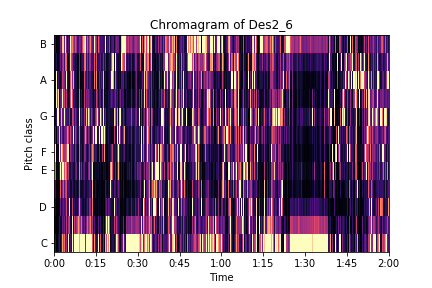 Chromagram of Des2_6
B
A
G
F
E
D
C
Pitch class
0:00 0:15 0:30 0:45 1:00 1:15 1:30 1:45 2:00
Time